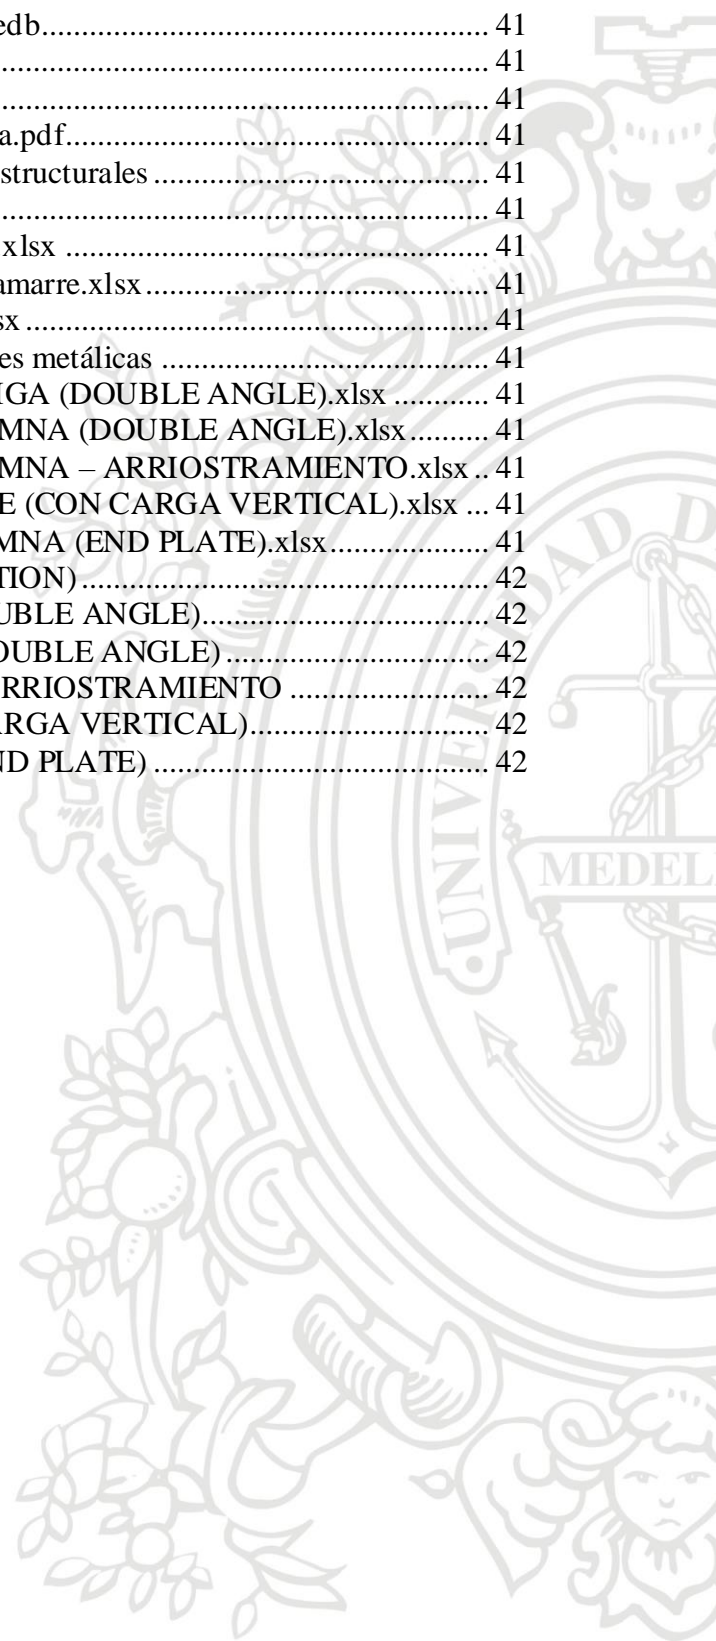 edb.......................................................... 41
................................................................ 41
................................................................ 41
a.pdf....................................................... 41
structurales ........................................... 41
................................................................ 41
xlsx ....................................................... 41
amarre.xlsx............................................ 41
sx ............................................................ 41
es metálicas .......................................... 41
IGA (DOUBLE ANGLE).xlsx ............ 41
MNA (DOUBLE ANGLE).xlsx.......... 41
MNA – ARRIOSTRAMIENTO.xlsx .. 41
E (CON CARGA VERTICAL).xlsx ... 41
MNA (END PLATE).xlsx.................... 41
TION)..................................................... 42
UBLE ANGLE)..................................... 42
OUBLE ANGLE) .................................. 42
RRIOSTRAMIENTO ......................... 42
ARGA VERTICAL).............................. 42
ND PLATE) ........................................... 42
UNIVERSIDAD D
MEDEL